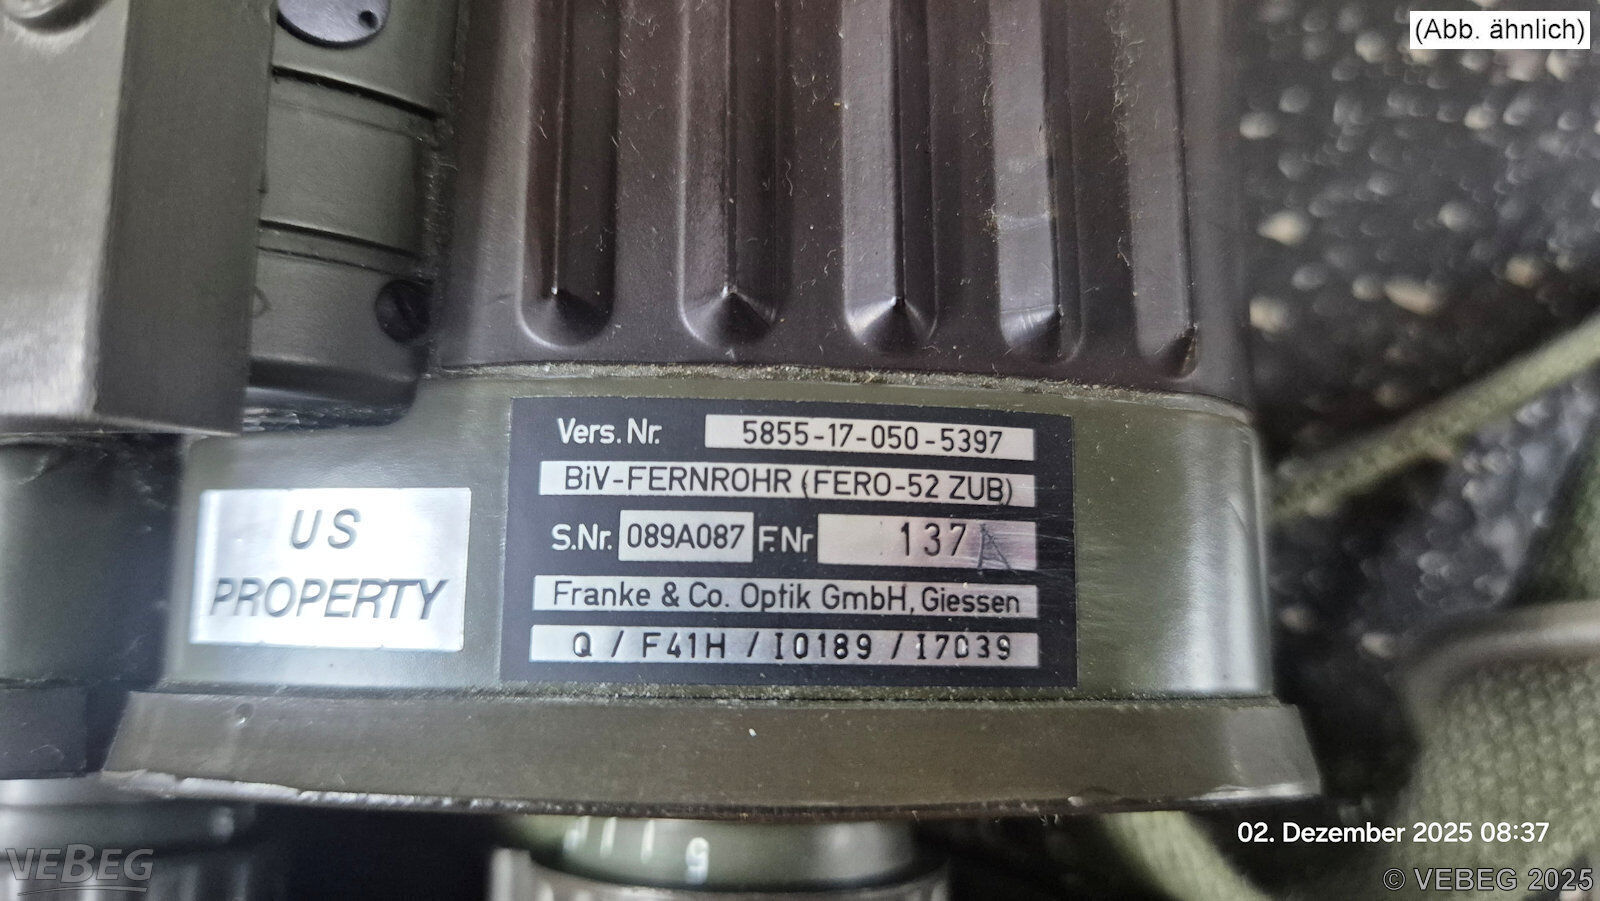 (Abb. ähnlich)
Vers. Nr. 5855-17-050-5397
BiV-FERNROHR (FERO-52 ZUB)
S.Nr. 089A087 F.Nr 137 A
Franke & Co. Optik GmbH, Giessen
Q / F41H / I0189 / I7039
US
PROPERTY
02. Dezember 2025 08:37
VEBEG
© VEBEG 2025